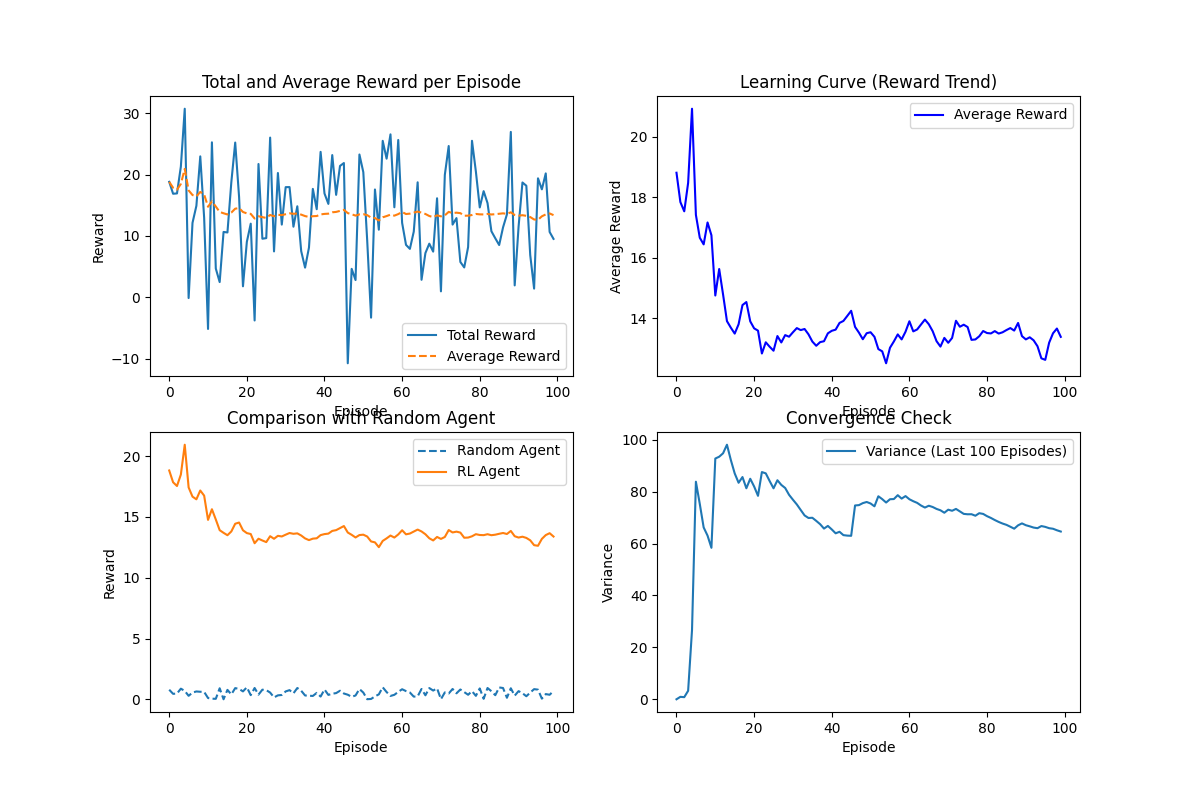 Total and Average Reward per Episode
Reward
30
20
10
0
−10
0 20 40 60 80 100
Episode
Total Reward
Average Reward
Learning Curve (Reward Trend)
Average Reward
20
18
16
14
0 20 40 60 80 100
Episode
Average Reward
Comparison with Random Agent
Reward
20
15
10
5
0
0 20 40 60 80 100
Episode
Random Agent
RL Agent
Convergence Check
Variance
100
80
60
40
20
0
0 20 40 60 80 100
Episode
Variance (Last 100 Episodes)